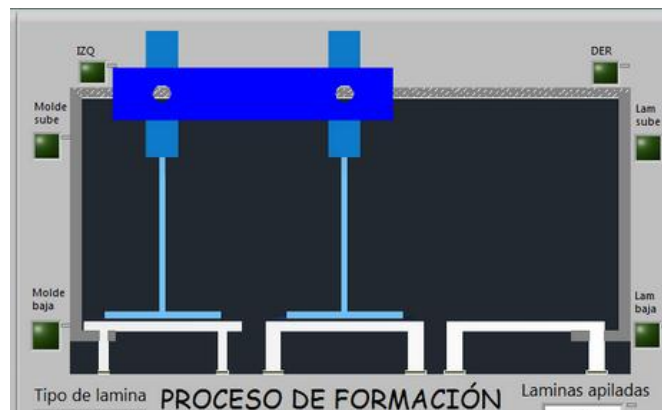 IZQ
DER
Molde
sube
Lam
sube
Molde
baja
Lam
baja
Tipo de lamina
PROCESO DE FORMACIÓN
Laminas apiladas